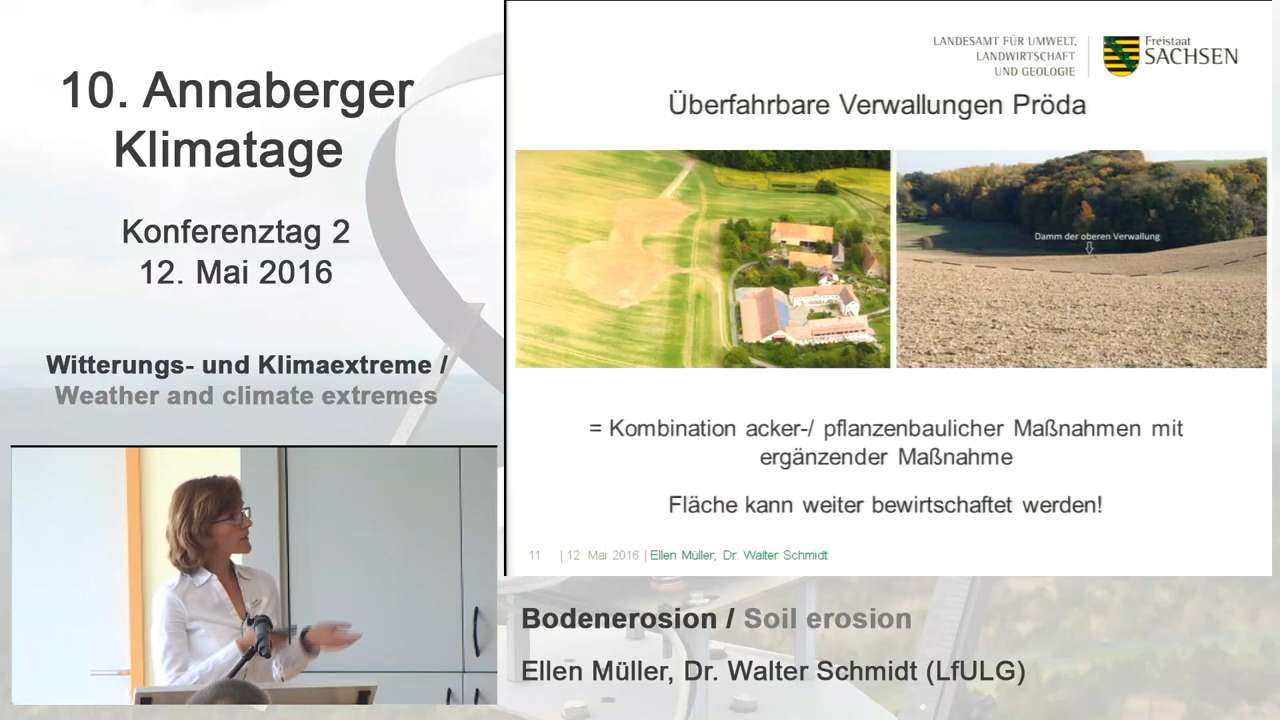 10. Annaberger
Klimatage
Konferenztag 2
12. Mai 2016
Witterungs- und Klimaextreme /
Weather and climate extremes
LANDESAMT FÜR UMWELT,
LANDWIRTSCHAFT
UND GEOLOGIE
Freistaat
SACHSEN
Überfahrbare Verwallungen Pröda
Damm der oberen Verwallung
= Kombination acker-/ pflanzenbaulicher Maßnahmen mit
ergänzender Maßnahme
Fläche kann weiter bewirtschaftet werden!
11 | 12. Mai 2016 | Ellen Müller, Dr. Walter Schmidt
Bodenerosion / Soil erosion
Ellen Müller, Dr. Walter Schmidt (LfULG)